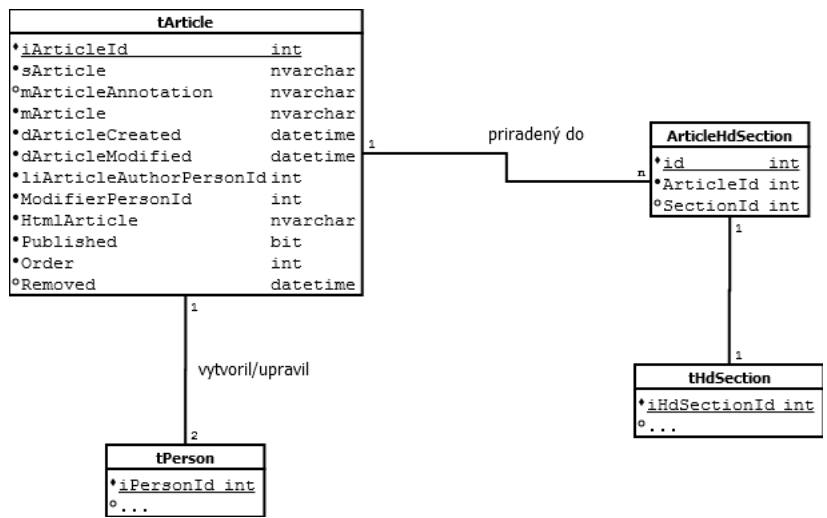 tArticle
iArticleId int
sArticle nvarchar
mArticleAnnotation nvarchar
mArticle nvarchar
dArticleCreated datetime
dArticleModified datetime
liArticleAuthorPersonId int
ModifierPersonId int
HtmlArticle nvarchar
Published bit
Order int
Removed datetime
1
priradený do
n
ArticleHdSection
id int
ArticleId int
SectionId int
1
1
tHdSection
iHdSectionId int
...
1
vytvoril/upravil
2
tPerson
iPersonId int
...